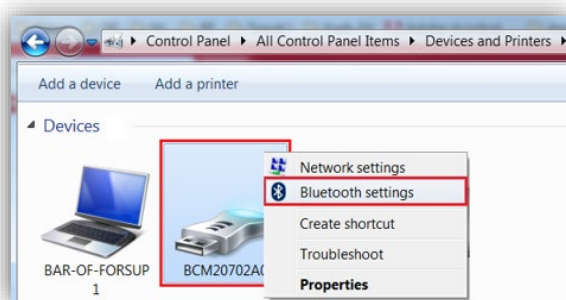 Control Panel ▸ All Control Panel Items ▸ Devices and Printers ▸
Add a device Add a printer
Devices
Network settings
Bluetooth settings
Create shortcut
Troubleshoot
Properties
BAR-OF-FORSUP
1
BCM20702A0